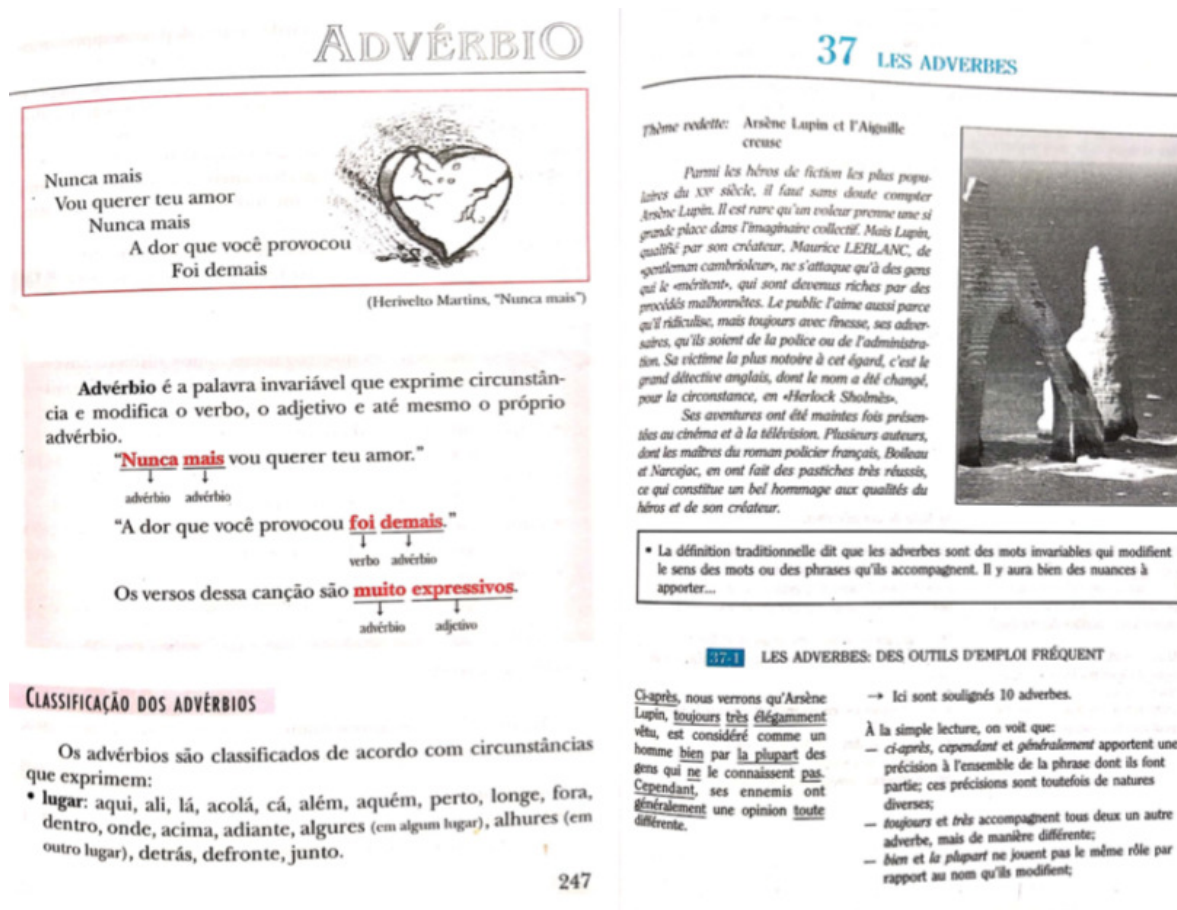 ADVÉRBIO
Nunca mais
Vou querer teu amor
Nunca mais
A dor que você provocou
Foi demais
(Herivelto Martins, "Nunca mais")
Advérbio é a palavra invariável que exprime circunstân-
cia e modifica o verbo, o adjetivo e até mesmo o próprio
advérbio.
"Nunca mais vou querer teu amor."
advérbio advérbio
"A dor que você provocou foi demais."
verbo advérbio
Os versos dessa canção são muito expressivos.
advérbio adjetivo
CLASSIFICAÇÃO DOS ADVÉRBIOS
Os advérbios são classificados de acordo com circunstâncias
que exprimem:
• lugar: aqui, ali, lá, acolá, cá, além, aquém, perto, longe, fora,
dentro, onde, acima, adiante, algures (em algum lugar), alhures (em
outro lugar), detrás, defronte, junto.
247
37 LES ADVERBES
Thème vedette: Arsène Lupin et l'Aiguille
creuse
Parmi les héros de fiction les plus popu-
laires du XXe siècle, il faut sans doute compter
Arsène Lupin. Il est rare qu'un voleur prenne une si
grande place dans l'imaginaire collectif. Mais Lupin,
qualifié par son créateur, Maurice LEBLANC, de
«gentleman cambrioleur», ne s'attaque qu'à des gens
qui le «méritent», qui sont devenus riches par des
procédés malhonnêtes. Le public l'aime aussi parce
qu'il ridiculise, mais toujours avec finesse, ses adver-
saires, qu'ils soient de la police ou de l'administra-
tion. Sa victime la plus notoire à cet égard, c'est le
grand détective anglais, dont le nom a été changé,
pour la circonstance, en «Herlock Sholmès».
Ses aventures ont été maintes fois présen-
tées au cinéma et à la télévision. Plusieurs auteurs,
dont les maîtres du roman policier français, Boileau
et Narcejac, en ont fait des pastiches très réussis,
ce qui constitue un bel hommage aux qualités du
héros et de son créateur.
• La définition traditionnelle dit que les adverbes sont des mots invariables qui modifient
le sens des mots ou des phrases qu'ils accompagnent. Il y aura bien des nuances à
apporter...
37-1 LES ADVERBES: DES OUTILS D'EMPLOI FRÉQUENT
Ci-après, nous verrons qu'Arsène
Lupin, toujours très élégamment
vêtu, est considéré comme un
homme bien par la plupart des
gens qui ne le connaissent pas.
Cependant, ses ennemis ont
généralement une opinion toute
différente.
→ Ici sont soulignés 10 adverbes.
À la simple lecture, on voit que:
— ci-après, cependant et généralement apportent une
précision à l'ensemble de la phrase dont ils font
partie; ces précisions sont toutefois de natures
diverses;
— toujours et très accompagnent tous deux un autre
adverbe, mais de manière différente;
— bien et la plupart ne jouent pas le même rôle par
rapport au nom qu'ils modifient;